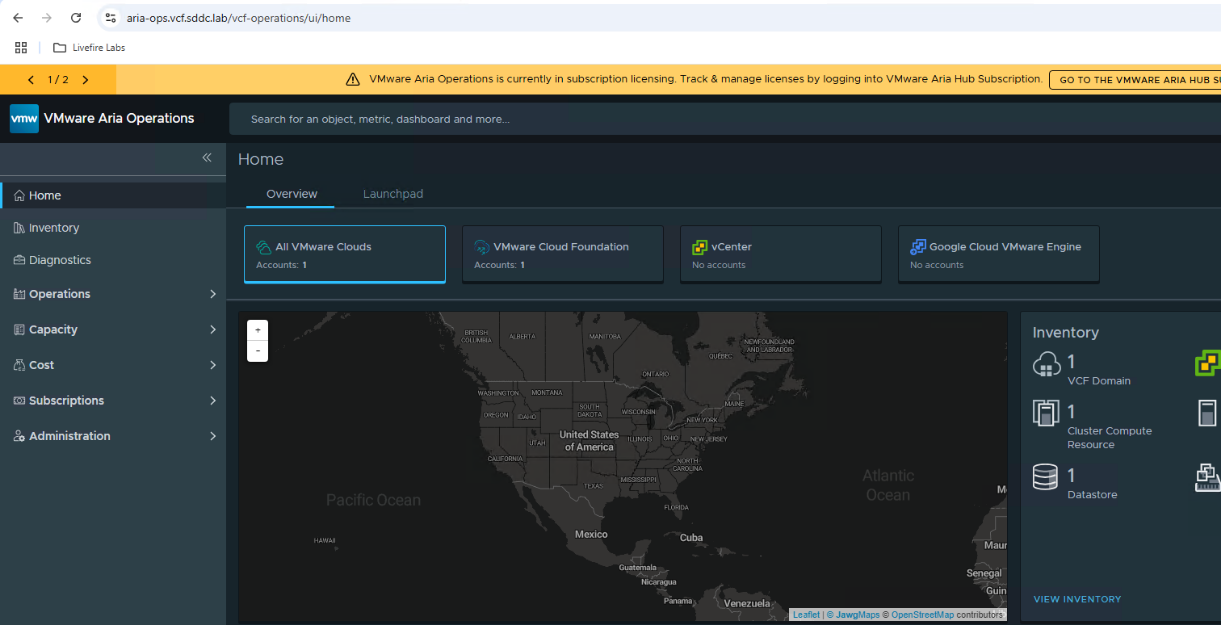 aria-ops.vcf.sddc.lab/vcf-operations/ui/home
Livefire Labs
1 / 2
VMware Aria Operations is currently in subscription licensing. Track & manage licenses by logging into VMware Aria Hub Subscription.
GO TO THE VMWARE ARIA HUB
vmw VMware Aria Operations
Search for an object, metric, dashboard and more...
Home
Inventory
Diagnostics
Operations
Capacity
Cost
Subscriptions
Administration
Home
Overview Launchpad
All VMware Clouds
Accounts: 1
VMware Cloud Foundation
Accounts: 1
vCenter
No accounts
Google Cloud VMware Engine
No accounts
+
-
BRITISH
COLUMBIA
ALBERTA
MANITOBA
NEWFOUNDLAND
AND LABRADOR
QUÉBEC
ONTARIO
WASHINGTON
MONTANA
MAINE
OREGON
IDAHO
SOUTH
DAKOTA
WISCONSIN
NEW YORK
UTAH
United States
of America
ILLINOIS
OHIO
NEW JERSEY
CALIFORNIA
NORTH
CAROLINA
TEXAS
MISSISSIPPI
FLORIDA
Pacific Ocean
Atlantic
Ocean
HAWAII
Mexico
Cuba
Guatemala
Nicaragua
Panama
Venezuela
Senegal
Leaflet | © JawgMaps © OpenStreetMap contributors
Inventory
1
VCF Domain
1
Cluster Compute
Resource
1
Datastore
VIEW INVENTORY